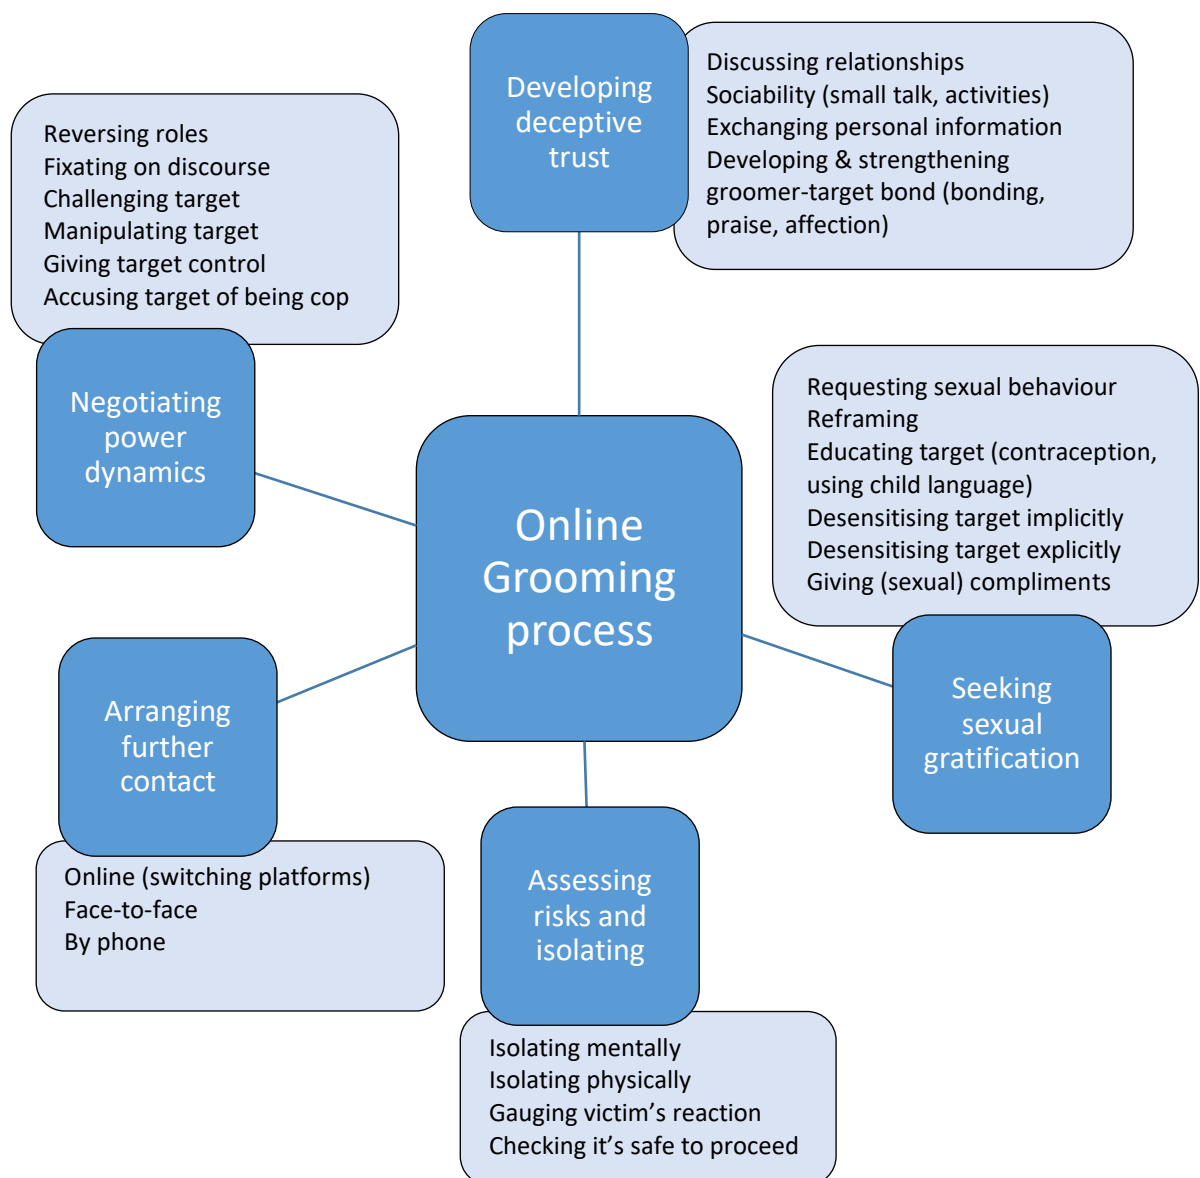 Developing
deceptive
trust
Discussing relationships
Sociability (small talk, activities)
Exchanging personal information
Developing & strengthening
groomer-target bond (bonding,
praise, affection)
Reversing roles
Fixating on discourse
Challenging target
Manipulating target
Giving target control
Accusing target of being cop
Negotiating
power
dynamics
Online
Grooming
process
Requesting sexual behaviour
Reframing
Educating target (contraception,
using child language)
Desensitising target implicitly
Desensitising target explicitly
Giving (sexual) compliments
Seeking
sexual
gratification
Arranging
further
contact
Online (switching platforms)
Face-to-face
By phone
Assessing
risks and
isolating
Isolating mentally
Isolating physically
Gauging victim’s reaction
Checking it’s safe to proceed